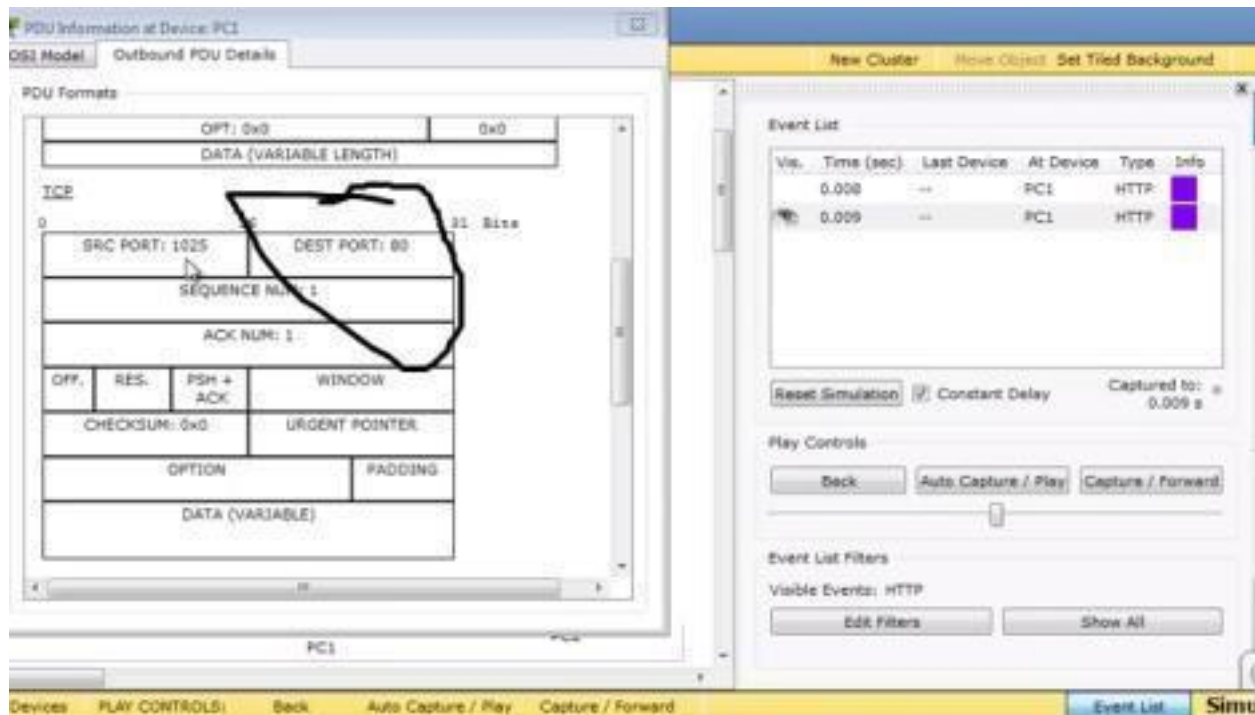 PDU Information at Device: PC1
OSI Model Outbound PDU Details
New Cluster Move Object Set Tiled Background
PDU Formats
OPT: 0x0 0x0
DATA (VARIABLE LENGTH)
TCP
0 16 31 Bits
SRC PORT: 1025 DEST PORT: 80
SEQUENCE NUM: 1
ACK NUM: 1
OFF. RES. PSH + ACK WINDOW
CHECKSUM: 0x0 URGENT POINTER
OPTION PADDING
DATA (VARIABLE)
PC1
Event List
Vis. Time (sec) Last Device At Device Type Info
0.008 -- PC1 HTTP
0.009 -- PC1 HTTP
Reset Simulation Constant Delay Captured to: 0.009 s
Play Controls
Back Auto Capture / Play Capture / Forward
Event List Filters
Visible Events: HTTP
Edit Filters Show All
Devices PLAY CONTROLS: Back Auto Capture / Play Capture / Forward Event List Simu